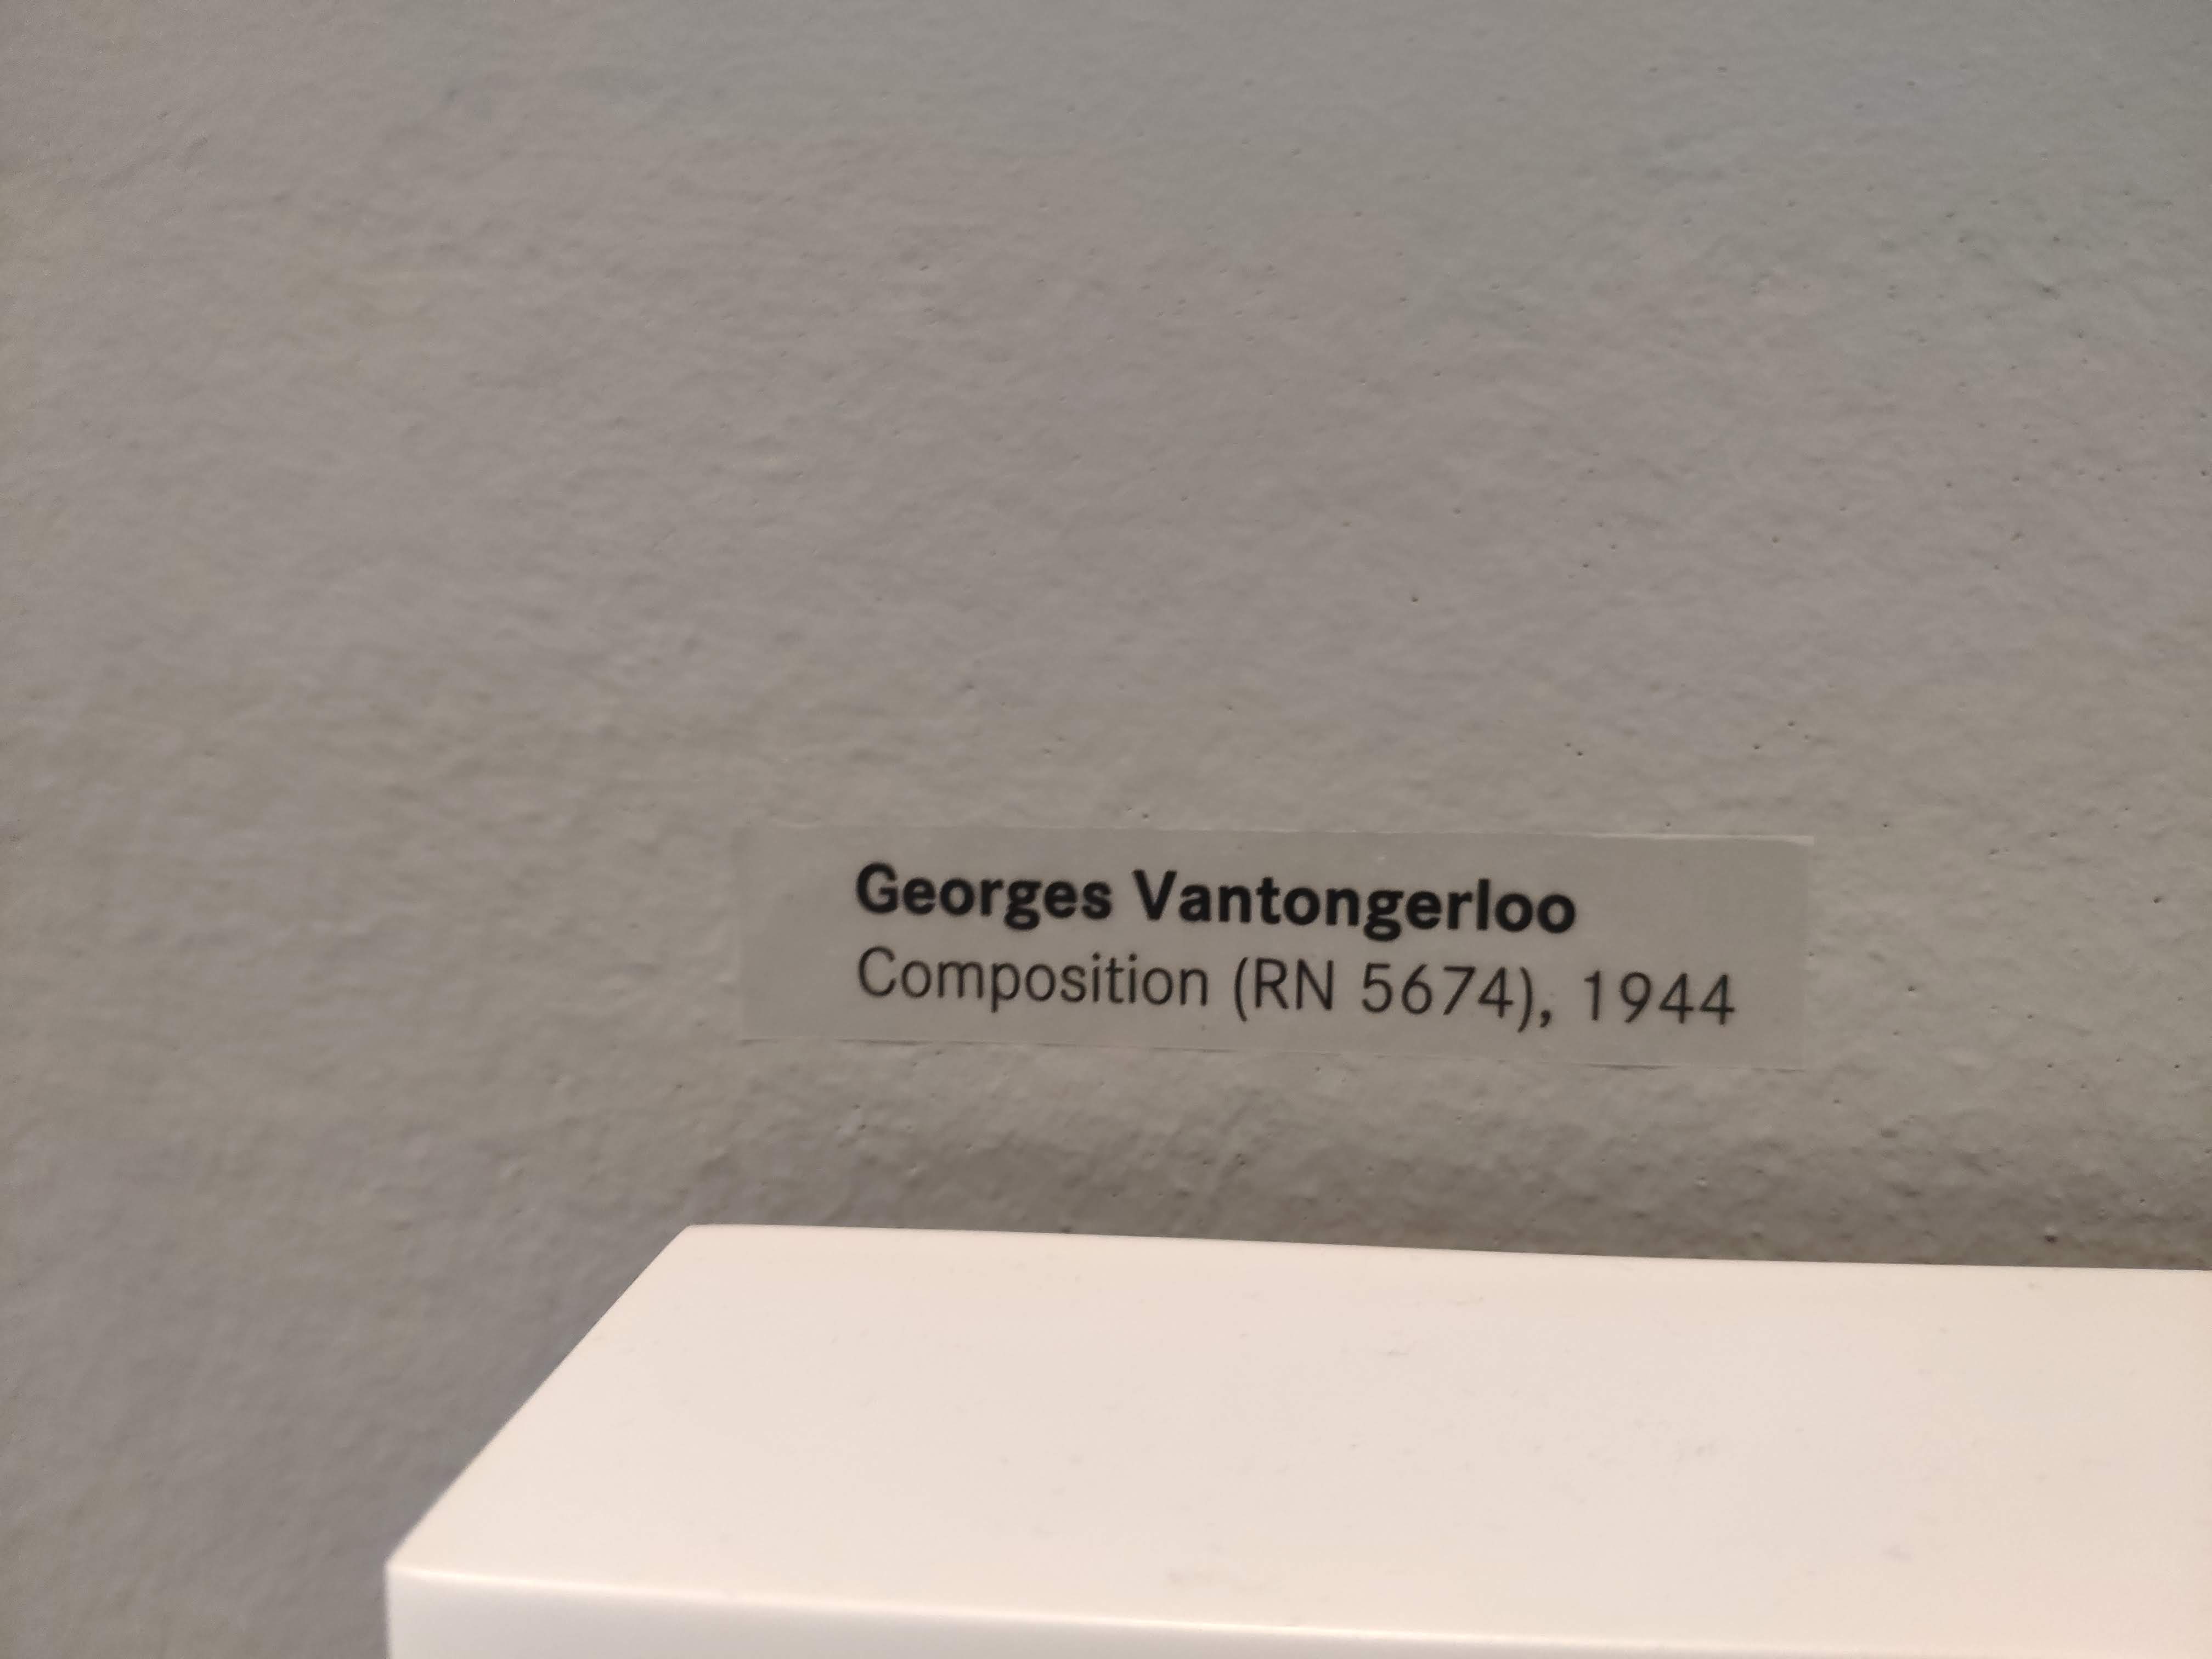 Georges Vantongerloo
Composition (RN 5674), 1944